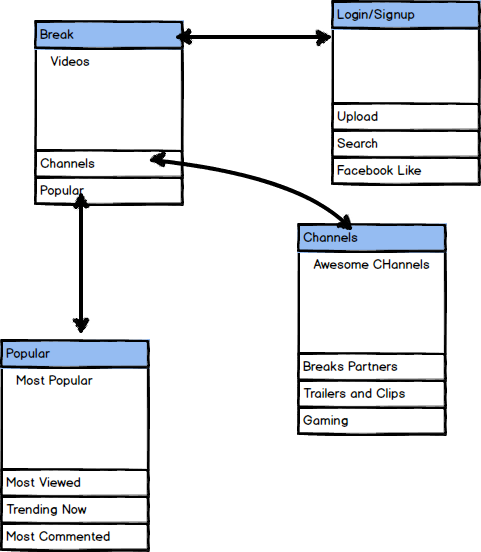 Break
Videos
Channels
Popular
Login/Signup
Upload
Search
Facebook Like
Channels
Awesome CHannels
Breaks Partners
Trailers and Clips
Gaming
Popular
Most Popular
Most Viewed
Trending Now
Most Commented